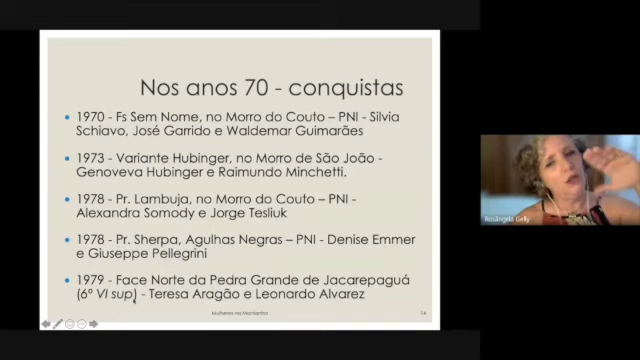 Nos anos 70 - conquistas
1970 - Fs Sem Nome, no Morro do Couto – PNI - Silvia
Schiavo, José Garrido e Waldemar Guimarães
1973 - Variante Hubinger, no Morro de São João -
Genoveva Hubinger e Raimundo Minchetti.
1978 - Pr. Lambuja, no Morro do Couto – PNI -
Alexandra Somody e Jorge Tesliuk
1978 - Pr. Sherpa, Agulhas Negras – PNI - Denise Emmer
e Giuseppe Pellegrini
1979 - Face Norte da Pedra Grande de Jacarepaguá
(6º VI sup) - Teresa Aragão e Leonardo Alvarez
Mulheres na Montanha
14
Rosângela Gelly